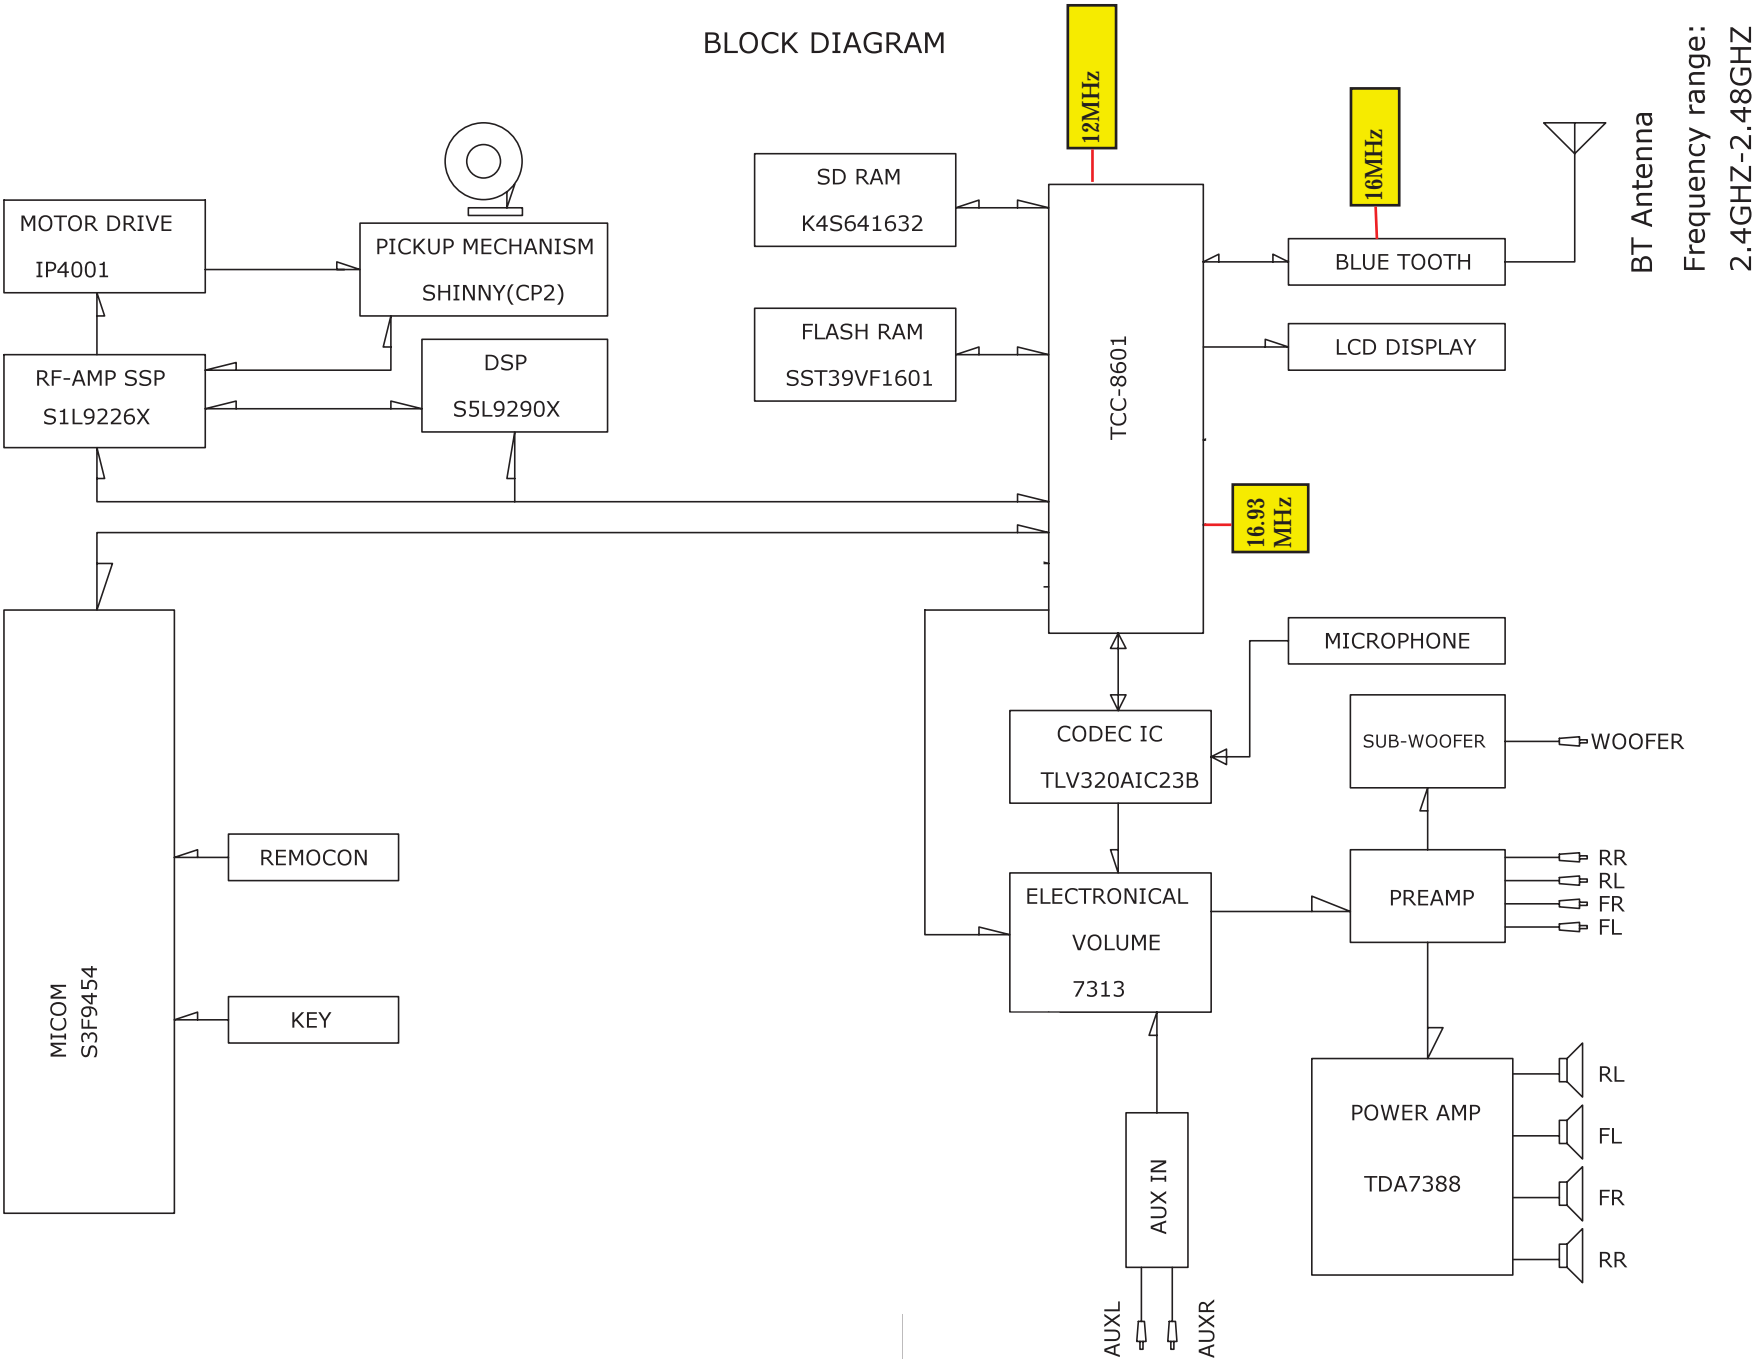 BLOCK DIAGRAM
12MHz
16MHz
BT Antenna
Frequency range:
2.4GHZ-2.48GHZ
MOTOR DRIVE
IP4001
PICKUP MECHANISM
SHINNY(CP2)
SD RAM
K4S641632
BLUE TOOTH
RF-AMP SSP
S1L9226X
DSP
S5L9290X
FLASH RAM
SST39VF1601
TCC-8601
LCD DISPLAY
16.93
MHz
MICROPHONE
CODEC IC
TLV320AIC23B
SUB-WOOFER
WOOFER
MICOM
S3F9454
REMOCON
KEY
ELECTRONICAL
VOLUME
7313
PREAMP
RR
RL
FR
FL
AUX IN
AUXL
AUXR
POWER AMP
TDA7388
RL
FL
FR
RR